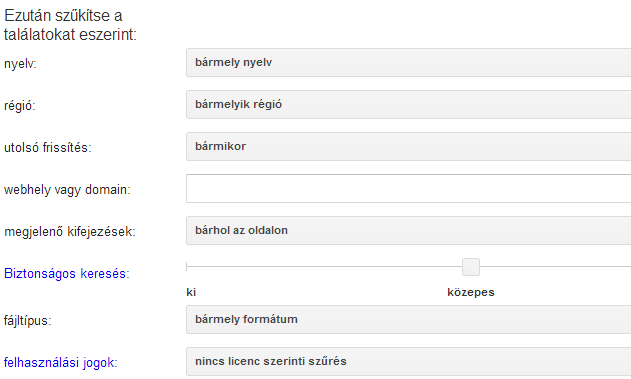 Ezután szűkítse a
találatokat eszerint:
nyelv: bármely nyelv
régió: bármelyik régió
utolsó frissítés: bármikor
webhely vagy domain:
megjelenő kifejezések: bárhol az oldalon
Biztonságos keresés:
ki közepes
fájltípus: bármely formátum
felhasználási jogok: nincs licenc szerinti szűrés